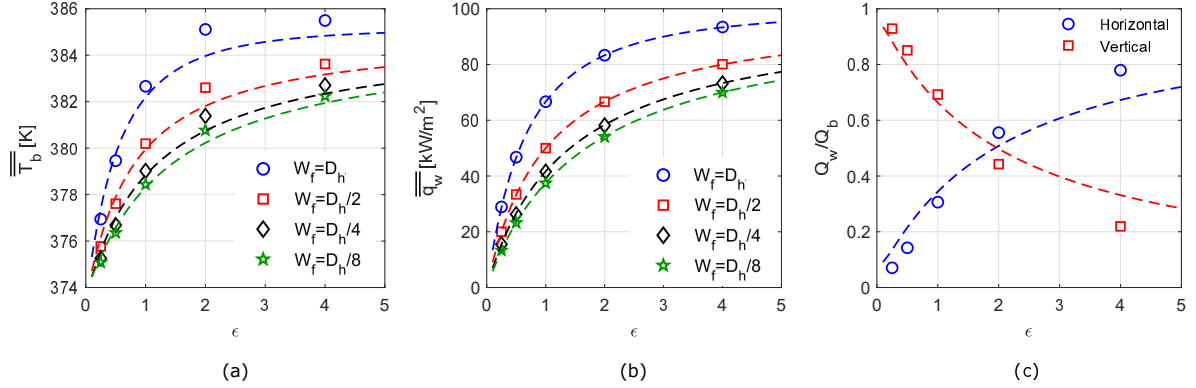 386
384
382
380
378
376
374
T_b [K]
W_f=D_h
W_f=D_h/2
W_f=D_h/4
W_f=D_h/8
0 1 2 3 4 5
ϵ
(a)
100
80
60
40
20
0
q_w [kW/m²]
W_f=D_h
W_f=D_h/2
W_f=D_h/4
W_f=D_h/8
0 1 2 3 4 5
ϵ
(b)
1
0.8
0.6
0.4
0.2
0
Q_w/Q_b
Horizontal
Vertical
0 1 2 3 4 5
ϵ
(c)